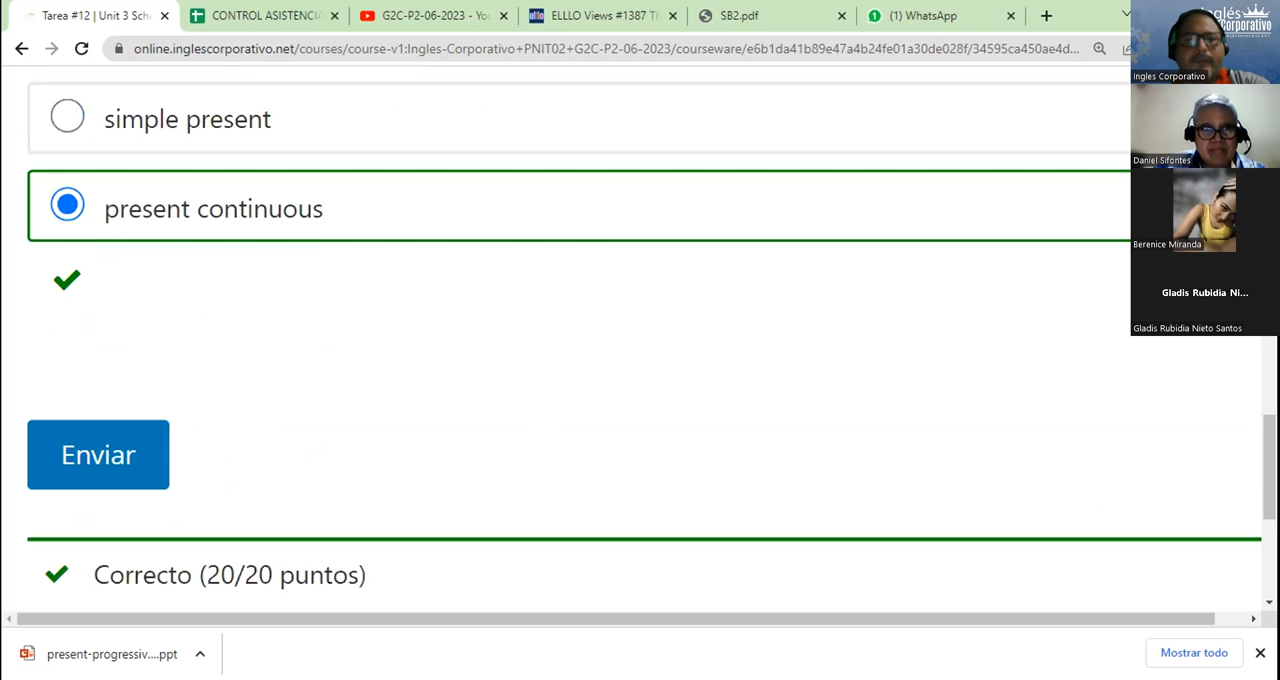 Tarea #12 | Unit 3 Sche
CONTROL ASISTENCIA
G2C-P2-06-2023 - You
ELLLO Views #1387 Th
SB2.pdf
(1) WhatsApp
online.inglescorporativo.net/courses/course-v1:Ingles-Corporativo+PNIT02+G2C-P2-06-2023/courseware/e6b1da41b89e47a4b24fe01a30de028f/34595ca450ae4d...
Inglés
Corporativo
Ingles Corporativo
Daniel Sifontes
Berenice Miranda
Gladis Rubidia Ni...
Gladis Rubidia Nieto Santos
simple present
present continuous
Enviar
Correcto (20/20 puntos)
present-progressiv....ppt
Mostrar todo